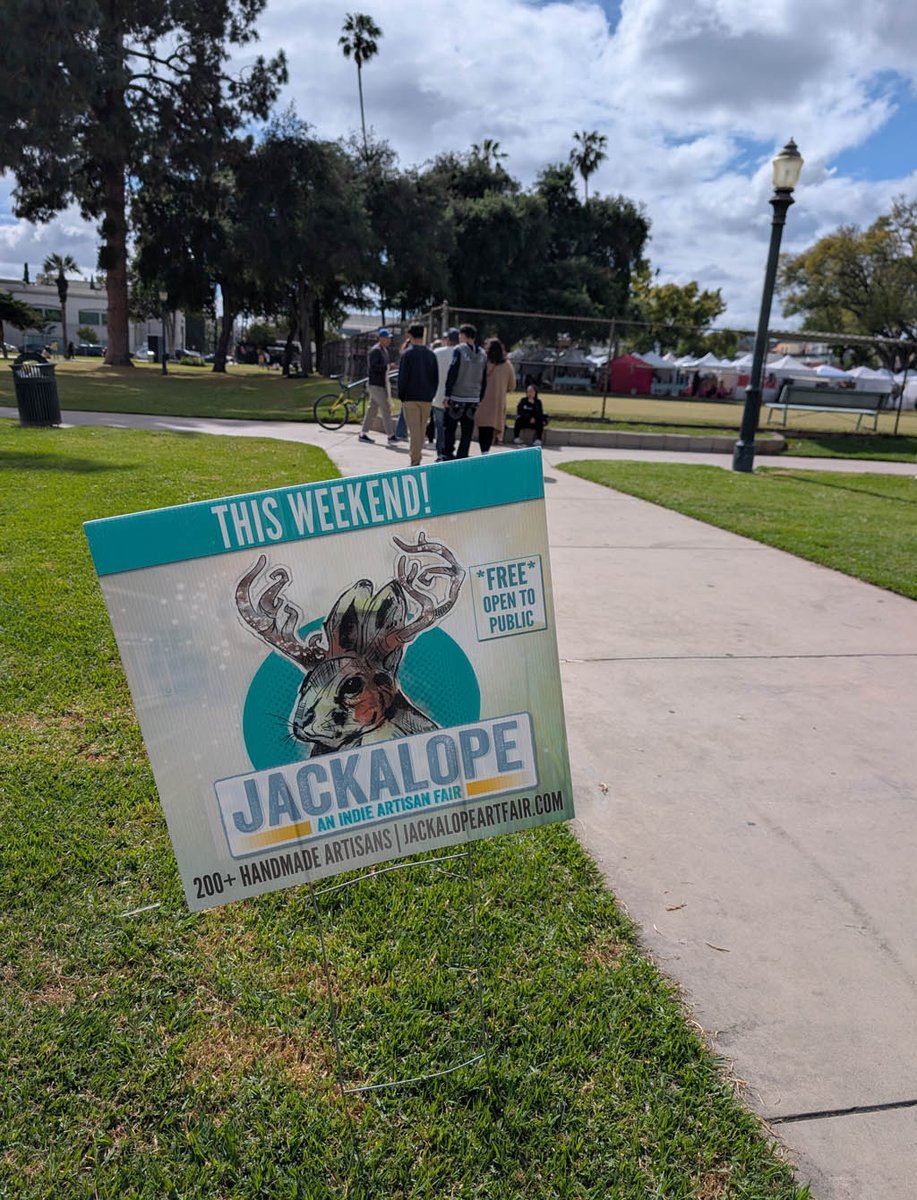 THIS WEEKEND!
*FREE*
OPEN TO
PUBLIC
JACKALOPE
AN INDIE ARTISAN FAIR
200+ HANDMADE ARTISANS | JACKALOPEARTFAIR.COM